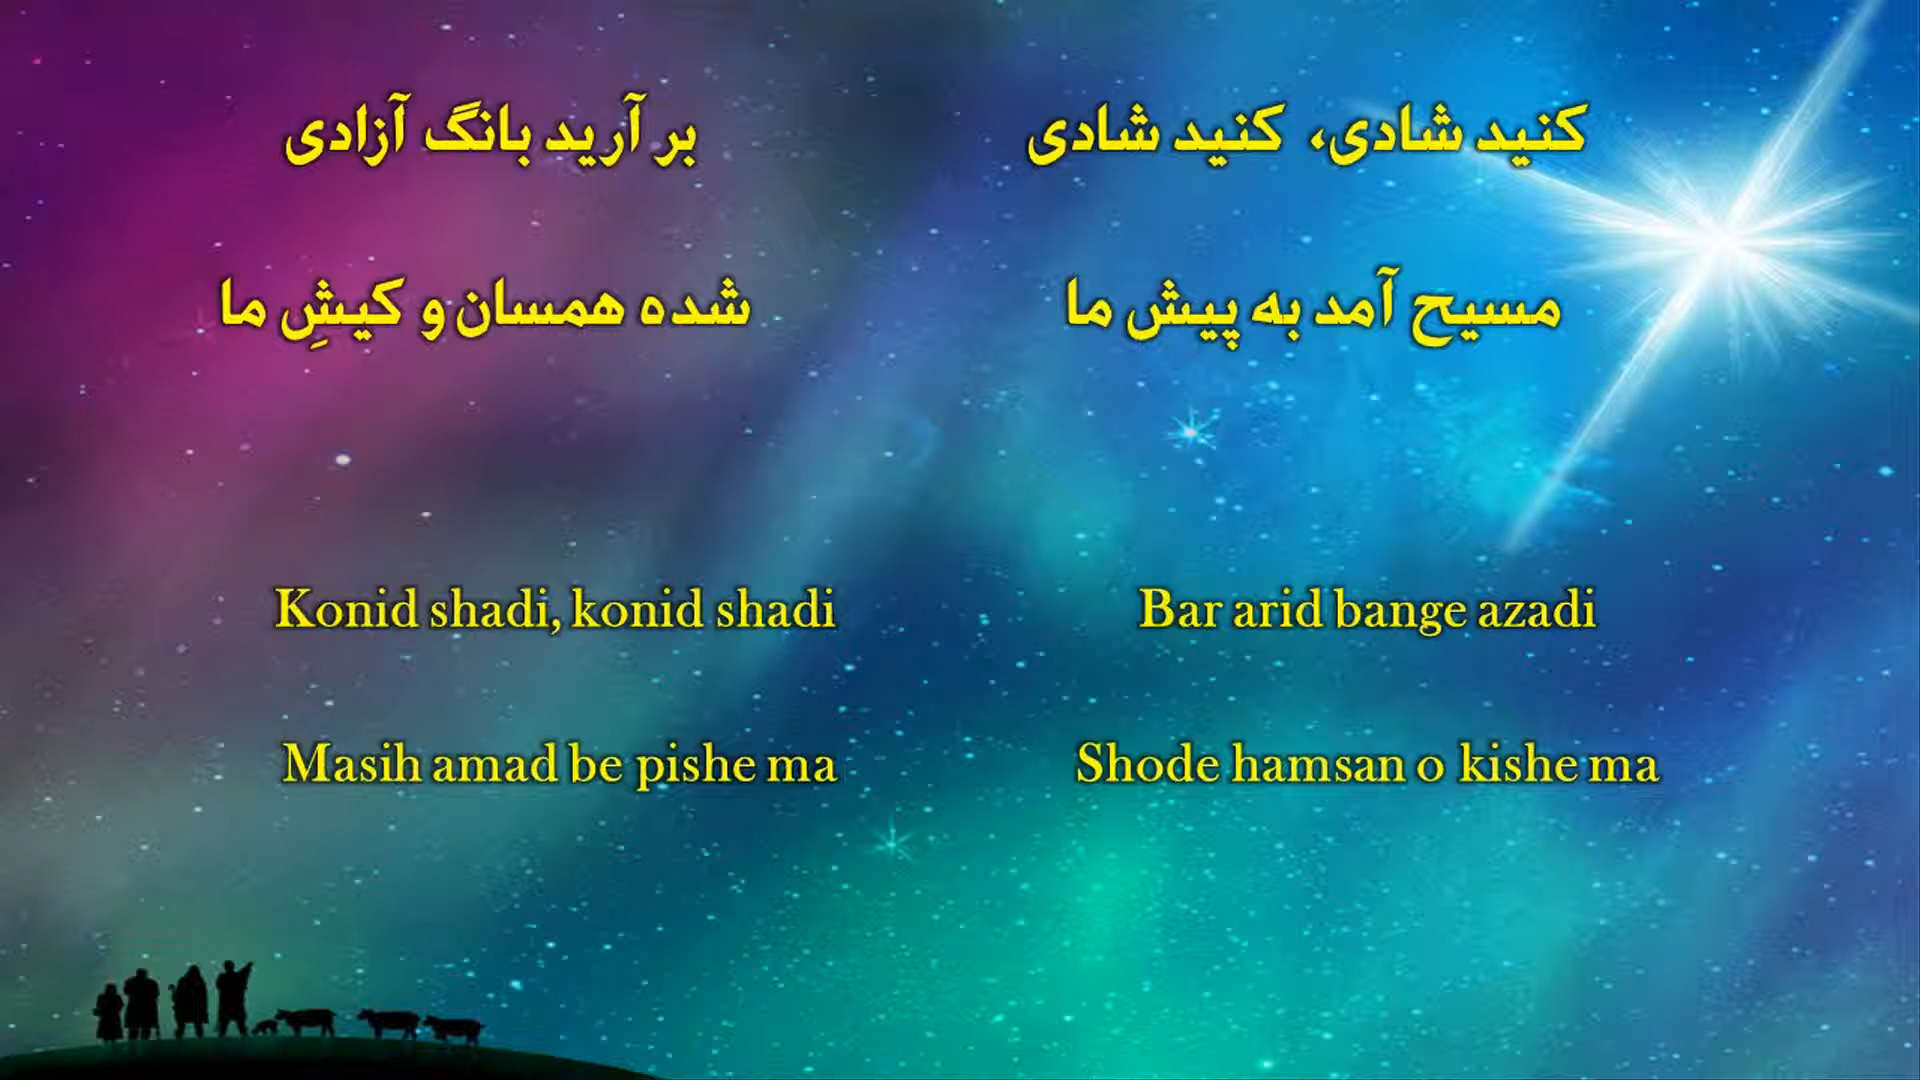 کنید شادی، کنید شادی
بر آرید بانگ آزادی
مسیح آمد به پیش ما
شده همسان و کیشِ ما
Konid shadi, konid shadi
Bar arid bange azadi
Masih amad be pishe ma
Shode hamsan o kishe ma